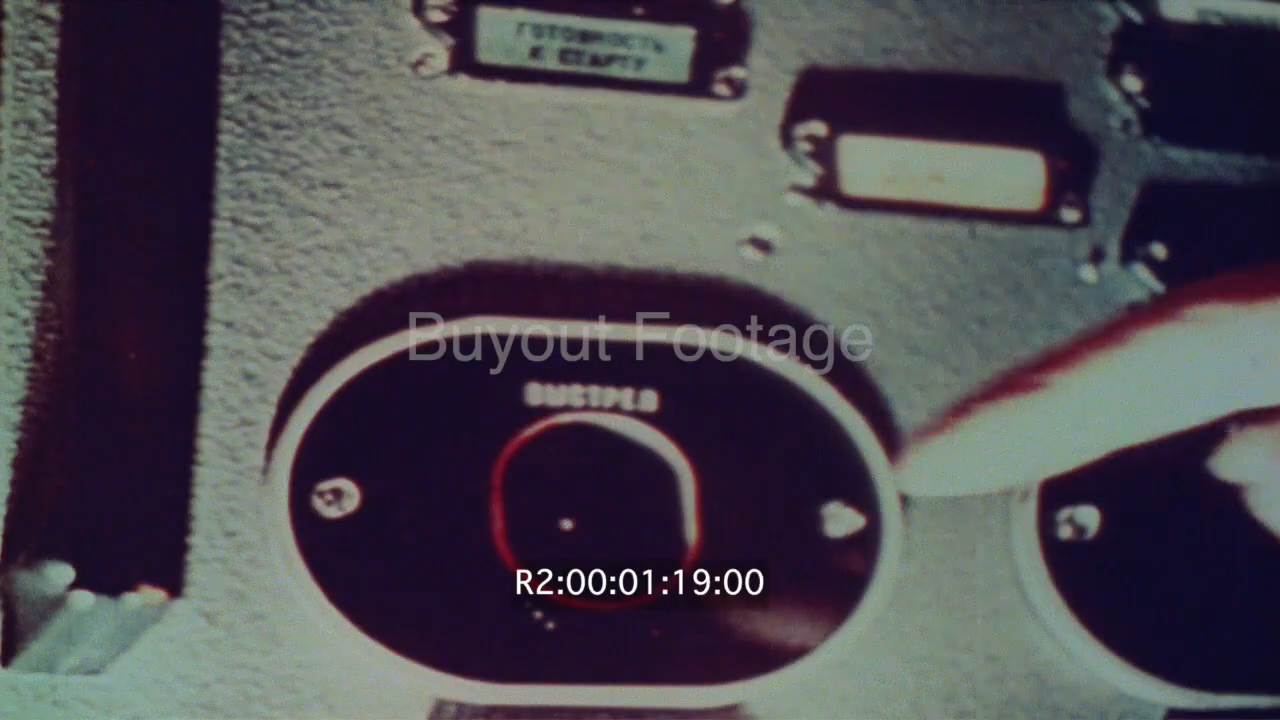 ГОТОВНОСТЬ
К СТАРТУ
Buyout Footage
ВЫСТРЕЛ
R2:00:01:19:00